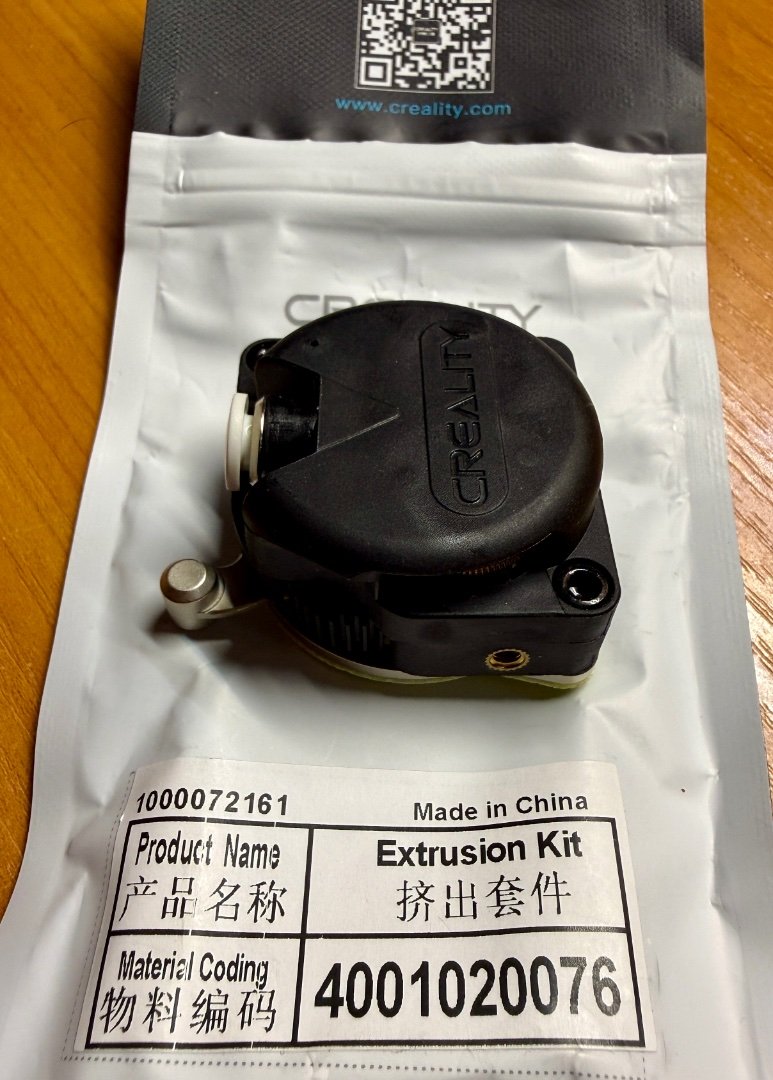 www.creality.com
CREALITY
CREALITY
1000072161
Made in China
Product Name
产品名称
Extrusion Kit
挤出套件
Material Coding
物料编码
4001020076